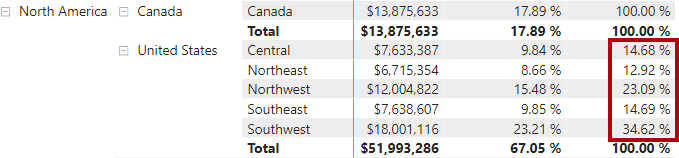 North America Canada Canada $13,875,633 17.89 % 100.00 %
Total $13,875,633 17.89 % 100.00 %
United States Central $7,633,387 9.84 % 14.68 %
Northeast $6,715,354 8.66 % 12.92 %
Northwest $12,004,822 15.48 % 23.09 %
Southeast $7,638,607 9.85 % 14.69 %
Southwest $18,001,116 23.21 % 34.62 %
Total $51,993,286 67.05 % 100.00 %